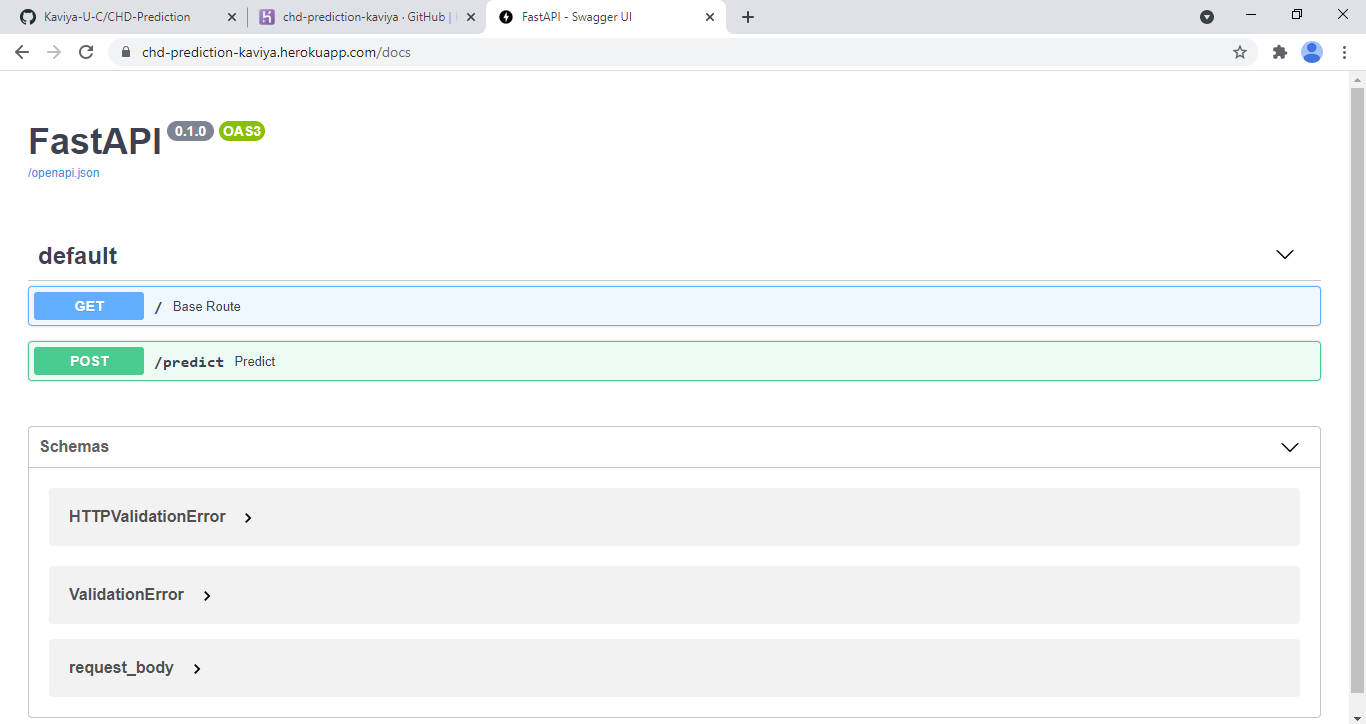 Kaviya-U-C/CHD-Prediction
chd-prediction-kaviya · GitHub |
FastAPI - Swagger UI
chd-prediction-kaviya.herokuapp.com/docs
FastAPI 0.1.0 OAS3
/openapi.json
default
GET / Base Route
POST /predict Predict
Schemas
HTTPValidationError
ValidationError
request_body